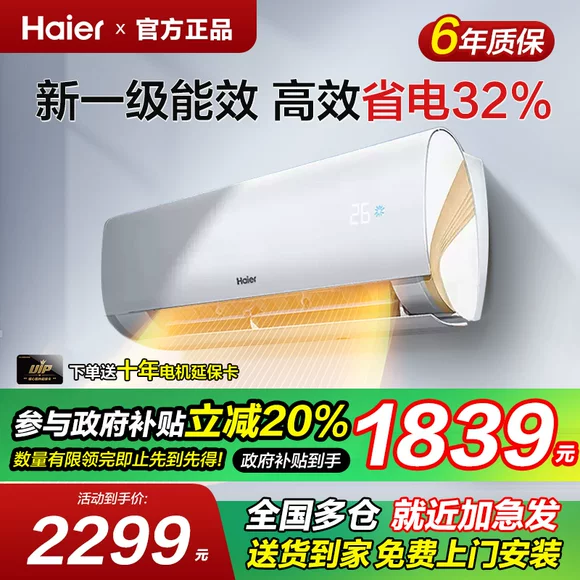 Haier x 官方正品
6年质保
新一级能效 高效省电32%
26
Haier
VIP
下单送十年电机延保卡
参与政府补贴立减20%
数量有限领完即止先到先得!
政府补贴到手
1839元
活动到手价:
2299元
全国多仓 就近加急发
送货到家 免费上门安装